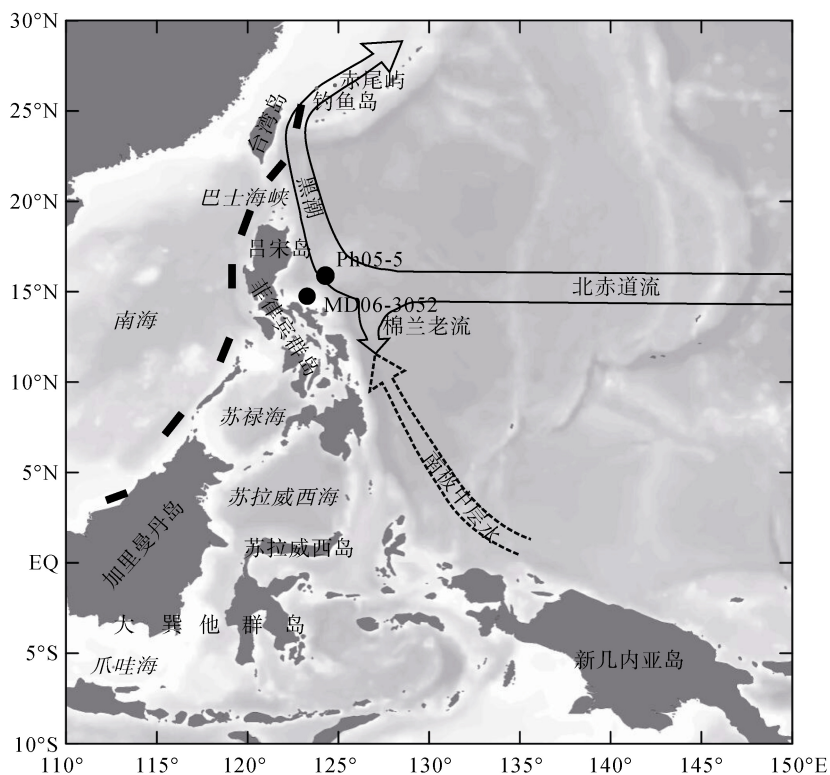 30°N
赤尾屿
25°N
钓鱼岛
台湾岛
20°N
巴士海峡
黑潮
吕宋岛
Ph05-5
15°N
北赤道流
MD06-3052
南海
菲律宾群岛
棉兰老流
10°N
苏禄海
5°N
苏拉威西海
南极中层水
加里曼丹岛
EQ
苏拉威西岛
大巽他群岛
5°S
爪哇海
新几内亚岛
10°S
110° 115° 120° 125° 130° 135° 140° 145° 150°E